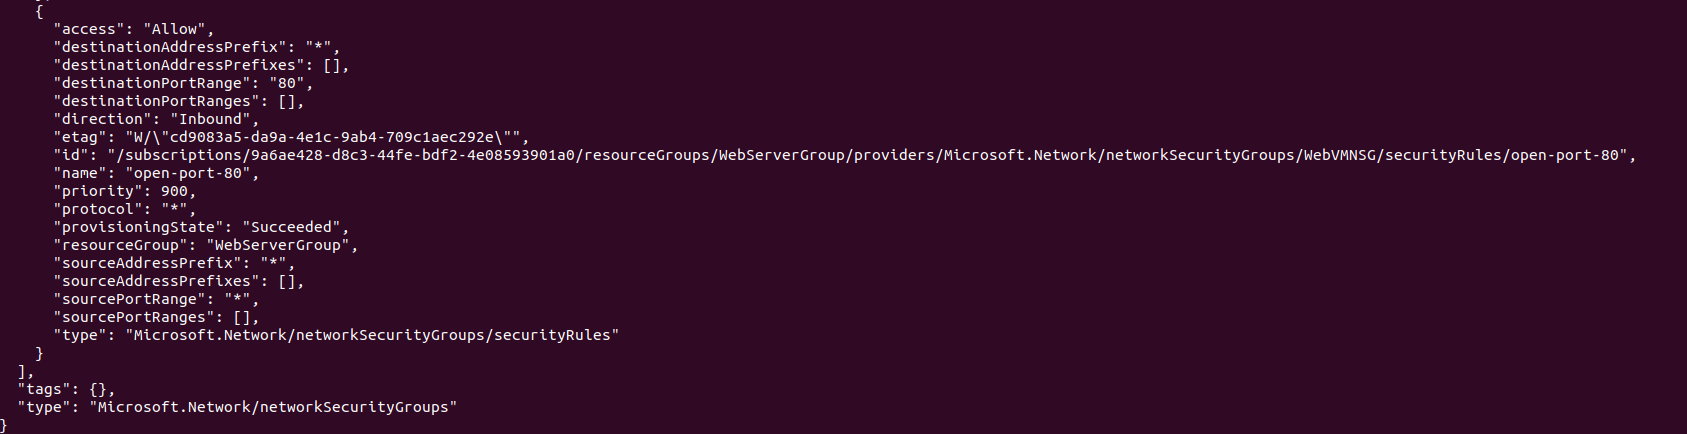 {
"access": "Allow",
"destinationAddressPrefix": "*",
"destinationAddressPrefixes": [],
"destinationPortRange": "80",
"destinationPortRanges": [],
"direction": "Inbound",
"etag": "W/\"cd9083a5-da9a-4e1c-9ab4-709c1aec292e\"",
"id": "/subscriptions/9a6ae428-d8c3-44fe-bdf2-4e08593901a0/resourceGroups/WebServerGroup/providers/Microsoft.Network/networkSecurityGroups/WebVMNSG/securityRules/open-port-80",
"name": "open-port-80",
"priority": 900,
"protocol": "*",
"provisioningState": "Succeeded",
"resourceGroup": "WebServerGroup",
"sourceAddressPrefix": "*",
"sourceAddressPrefixes": [],
"sourcePortRange": "*",
"sourcePortRanges": [],
"type": "Microsoft.Network/networkSecurityGroups/securityRules"
}
],
"tags": {},
"type": "Microsoft.Network/networkSecurityGroups"
}